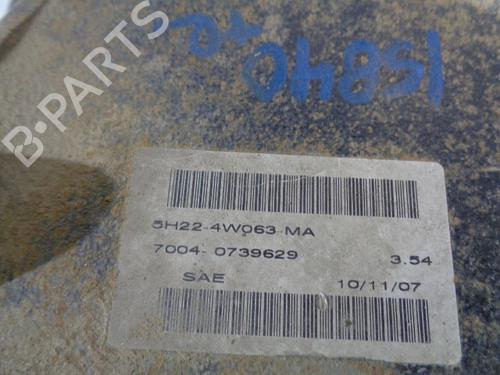 15840
B-PARTS
5H22-4W063-MA
7004-0739629 3.54
SAE 10/11/07